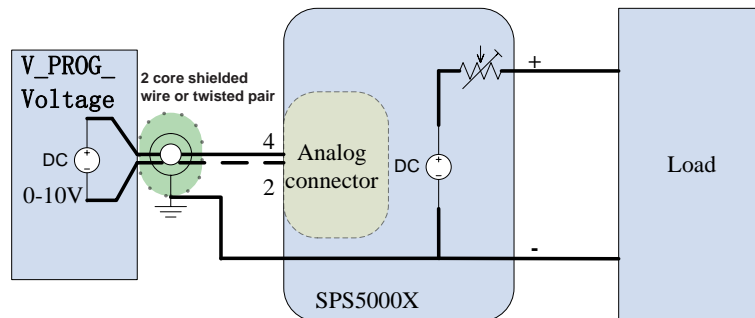 V_PROG_
Voltage
DC
+
−
0-10V
2 core shielded
wire or twisted pair
4
2
Analog
connector
DC
+
−
+
-
SPS5000X
Load